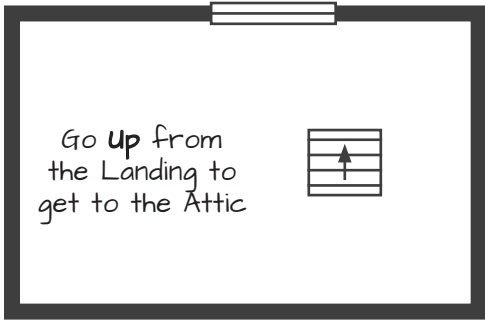 Go Up from
the Landing to
get to the Attic